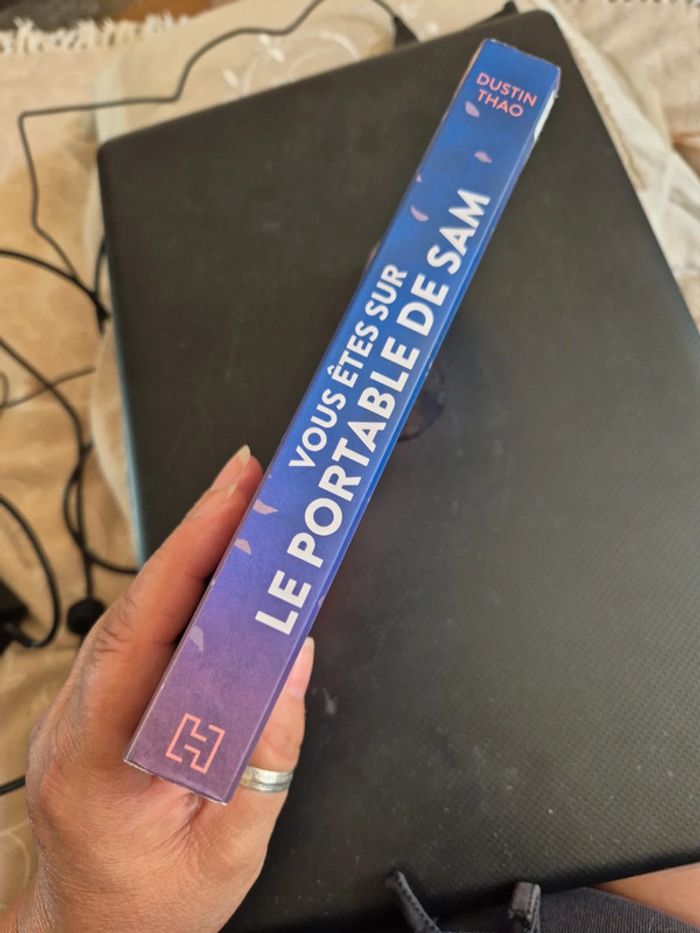 DUSTIN
THAO
VOUS ÊTES SUR
LE PORTABLE DE SAM
H